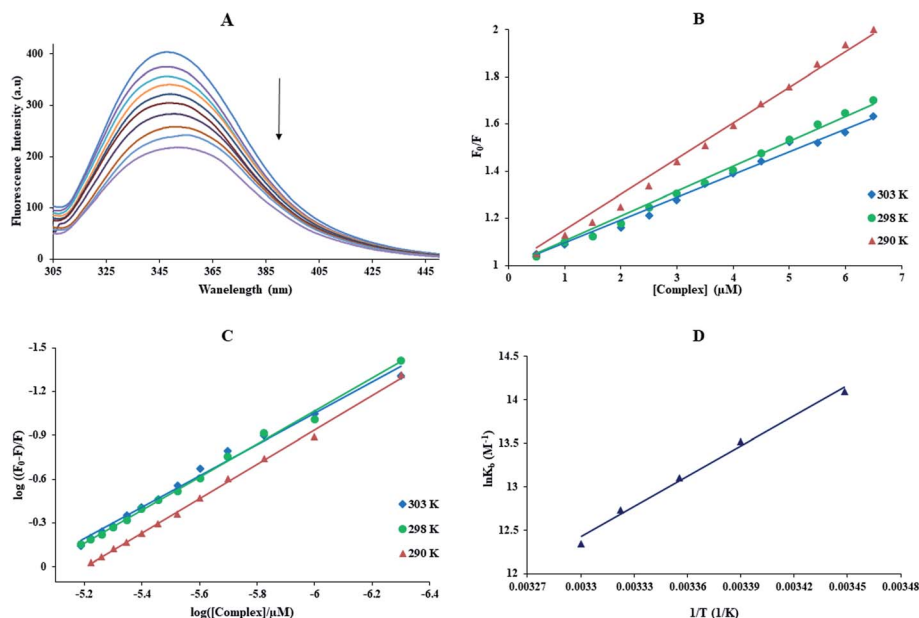 A
Fluorescence Intensity (a.u)
400
300
200
100
0
305 325 345 365 385 405 425 445
Wavelength (nm)
B
F₀/F
2
1.8
1.6
1.4
1.2
1
0 1 2 3 4 5 6 7
[Complex] (µM)
303 K
298 K
290 K
C
log ((F₀-F)/F)
-1.5
-1.2
-0.9
-0.6
-0.3
0
-5.2 -5.4 -5.6 -5.8 -6 -6.2 -6.4
log([Complex]/µM)
303 K
298 K
290 K
D
lnKb (M⁻¹)
14.5
14
13.5
13
12.5
12
0.00327 0.0033 0.00333 0.00336 0.00339 0.00342 0.00345 0.00348
1/T (1/K)